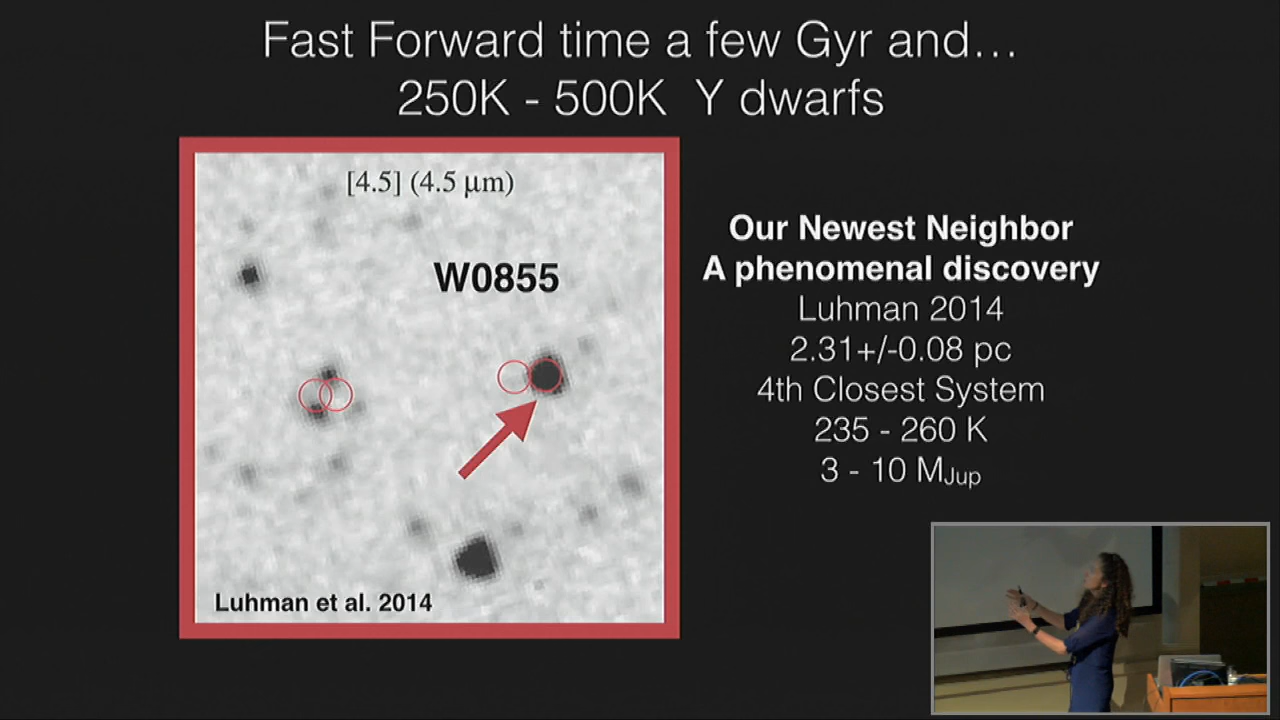 Fast Forward time a few Gyr and…
250K - 500K Y dwarfs
[4.5] (4.5 μm)
W0855
Luhman et al. 2014
Our Newest Neighbor
A phenomenal discovery
Luhman 2014
2.31+/-0.08 pc
4th Closest System
235 - 260 K
3 - 10 MJup